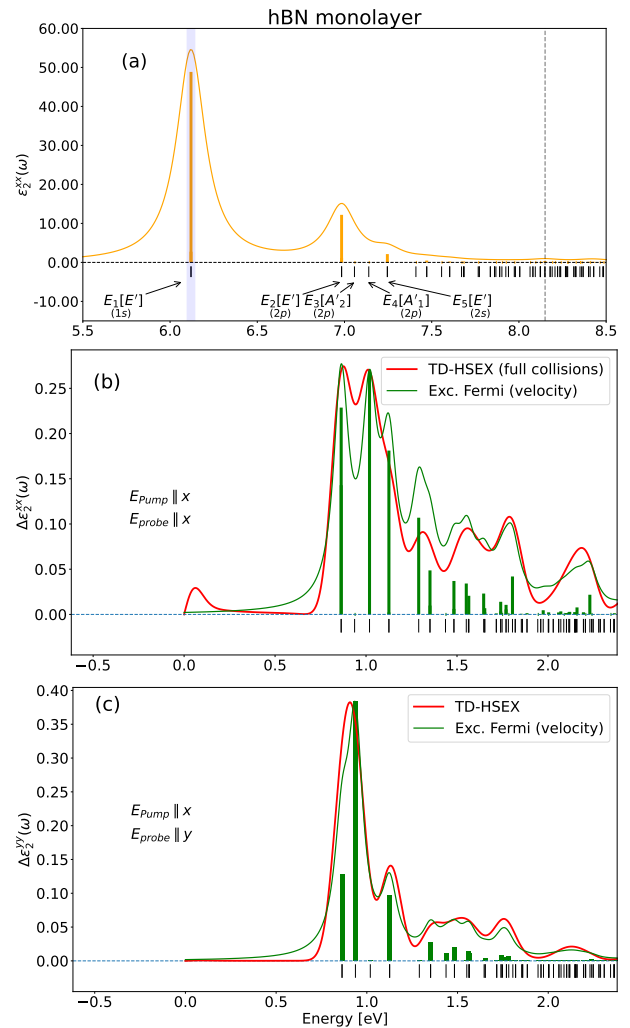 hBN monolayer
60.00
50.00
40.00
30.00
20.00
10.00
0.00
-10.00
ε₂ˣˣ(ω)
(a)
E₁[E′]
(1s)
E₂[E′] E₃[A′₂] E₄[A′₁] E₅[E′]
(2p) (2p) (2p) (2s)
5.5 6.0 6.5 7.0 7.5 8.0 8.5
(b)
TD-HSEX (full collisions)
Exc. Fermi (velocity)
0.25
0.20
0.15
0.10
0.05
0.00
Δε₂ˣˣ(ω)
E_Pump ∥ x
E_probe ∥ x
−0.5 0.0 0.5 1.0 1.5 2.0
(c)
TD-HSEX
Exc. Fermi (velocity)
0.40
0.35
0.30
0.25
0.20
0.15
0.10
0.05
0.00
Δε₂ʸʸ(ω)
E_Pump ∥ x
E_probe ∥ y
−0.5 0.0 0.5 1.0 1.5 2.0
Energy [eV]